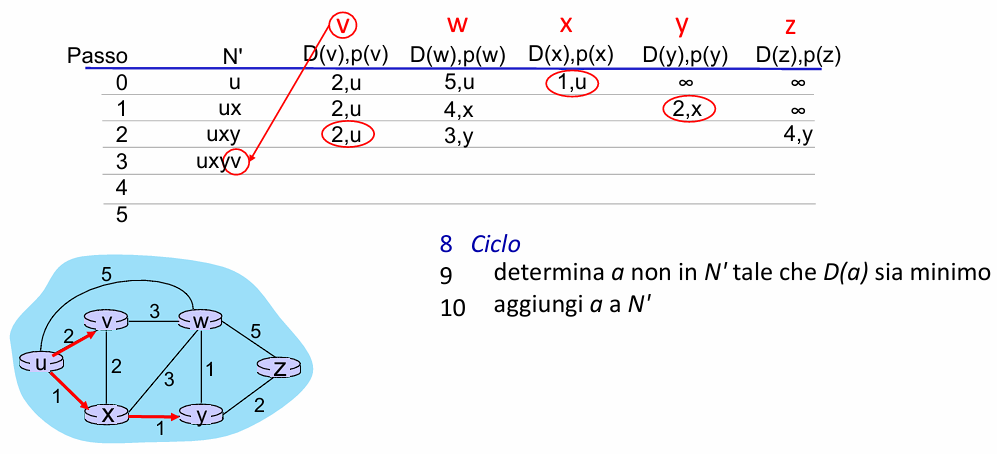 v w x y z
Passo N' D(v),p(v) D(w),p(w) D(x),p(x) D(y),p(y) D(z),p(z)
0 u 2,u 5,u 1,u ∞ ∞
1 ux 2,u 4,x 2,x ∞
2 uxy 2,u 3,y 4,y
3 uxyv
4
5
8 Ciclo
9 determina a non in N' tale che D(a) sia minimo
10 aggiungi a a N'
5
v 3 w
2 5
u 2 3 1 z
1 2
x 1 y